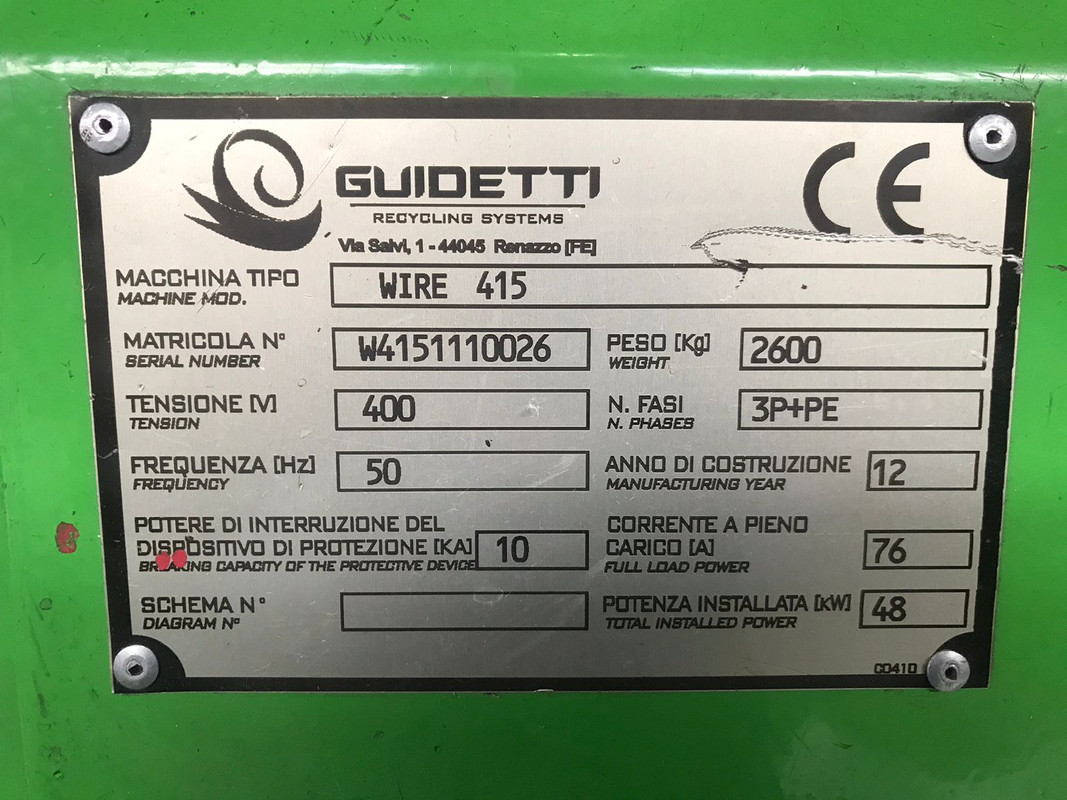 GUIDETTI
RECYCLING SYSTEMS
Via Salvi, 1 - 44045 Renazzo [FE]
CE
MACCHINA TIPO
MACHINE MOD.
WIRE 415
MATRICOLA N°
SERIAL NUMBER
W4151110026
PESO [Kg]
WEIGHT
2600
TENSIONE [V]
TENSION
400
N. FASI
N. PHASES
3P+PE
FREQUENZA [Hz]
FREQUENCY
50
ANNO DI COSTRUZIONE
MANUFACTURING YEAR
12
POTERE DI INTERRUZIONE DEL
DISPOSITIVO DI PROTEZIONE [KA]
BREAKING CAPACITY OF THE PROTECTIVE DEVICE
10
CORRENTE A PIENO
CARICO [A]
FULL LOAD POWER
76
SCHEMA N°
DIAGRAM N°
POTENZA INSTALLATA [kW]
TOTAL INSTALLED POWER
48
CO41D